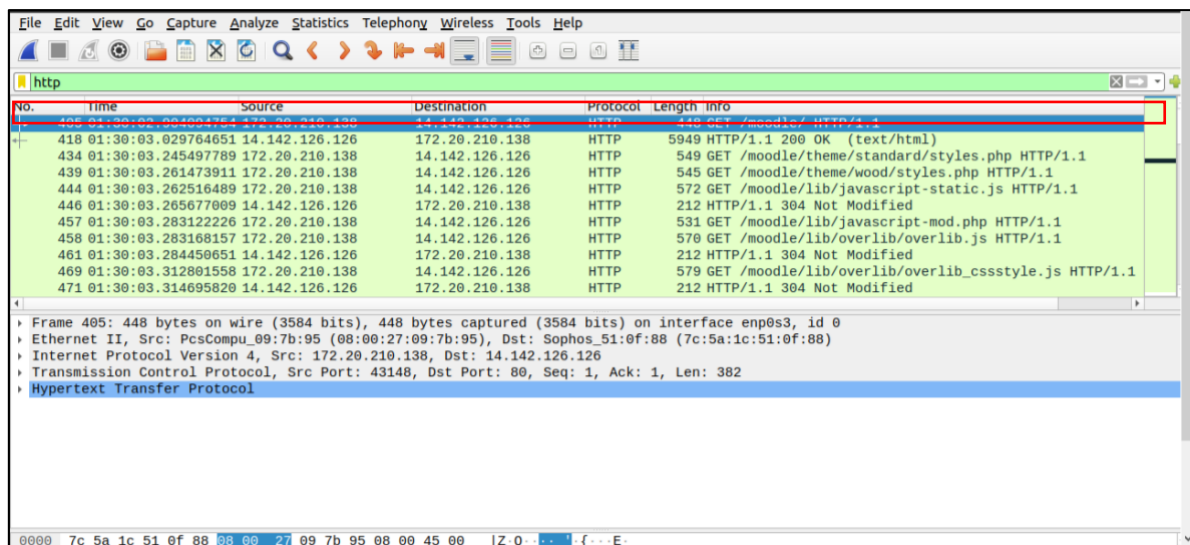 File Edit View Go Capture Analyze Statistics Telephony Wireless Tools Help
http
No. Time Source Destination Protocol Length Info
405 01:30:02.904094754 172.20.210.138 14.142.126.126 HTTP 448 GET /moodle/ HTTP/1.1
418 01:30:03.029764651 14.142.126.126 172.20.210.138 HTTP 5949 HTTP/1.1 200 OK (text/html)
434 01:30:03.245497789 172.20.210.138 14.142.126.126 HTTP 549 GET /moodle/theme/standard/styles.php HTTP/1.1
439 01:30:03.261473911 172.20.210.138 14.142.126.126 HTTP 545 GET /moodle/theme/wood/styles.php HTTP/1.1
444 01:30:03.262516489 172.20.210.138 14.142.126.126 HTTP 572 GET /moodle/lib/javascript-static.js HTTP/1.1
446 01:30:03.265677009 14.142.126.126 172.20.210.138 HTTP 212 HTTP/1.1 304 Not Modified
457 01:30:03.283122226 172.20.210.138 14.142.126.126 HTTP 531 GET /moodle/lib/javascript-mod.php HTTP/1.1
458 01:30:03.283168157 172.20.210.138 14.142.126.126 HTTP 570 GET /moodle/lib/overlib/overlib.js HTTP/1.1
461 01:30:03.284450651 14.142.126.126 172.20.210.138 HTTP 212 HTTP/1.1 304 Not Modified
469 01:30:03.312801558 172.20.210.138 14.142.126.126 HTTP 579 GET /moodle/lib/overlib/overlib_cssstyle.js HTTP/1.1
471 01:30:03.314695820 14.142.126.126 172.20.210.138 HTTP 212 HTTP/1.1 304 Not Modified
Frame 405: 448 bytes on wire (3584 bits), 448 bytes captured (3584 bits) on interface enp0s3, id 0
Ethernet II, Src: PcsCompu_09:7b:95 (08:00:27:09:7b:95), Dst: Sophos_51:0f:88 (7c:5a:1c:51:0f:88)
Internet Protocol Version 4, Src: 172.20.210.138, Dst: 14.142.126.126
Transmission Control Protocol, Src Port: 43148, Dst Port: 80, Seq: 1, Ack: 1, Len: 382
Hypertext Transfer Protocol
0000 7c 5a 1c 51 0f 88 08 00 27 09 7b 95 08 00 45 00 |Z·Q····'·{···E·